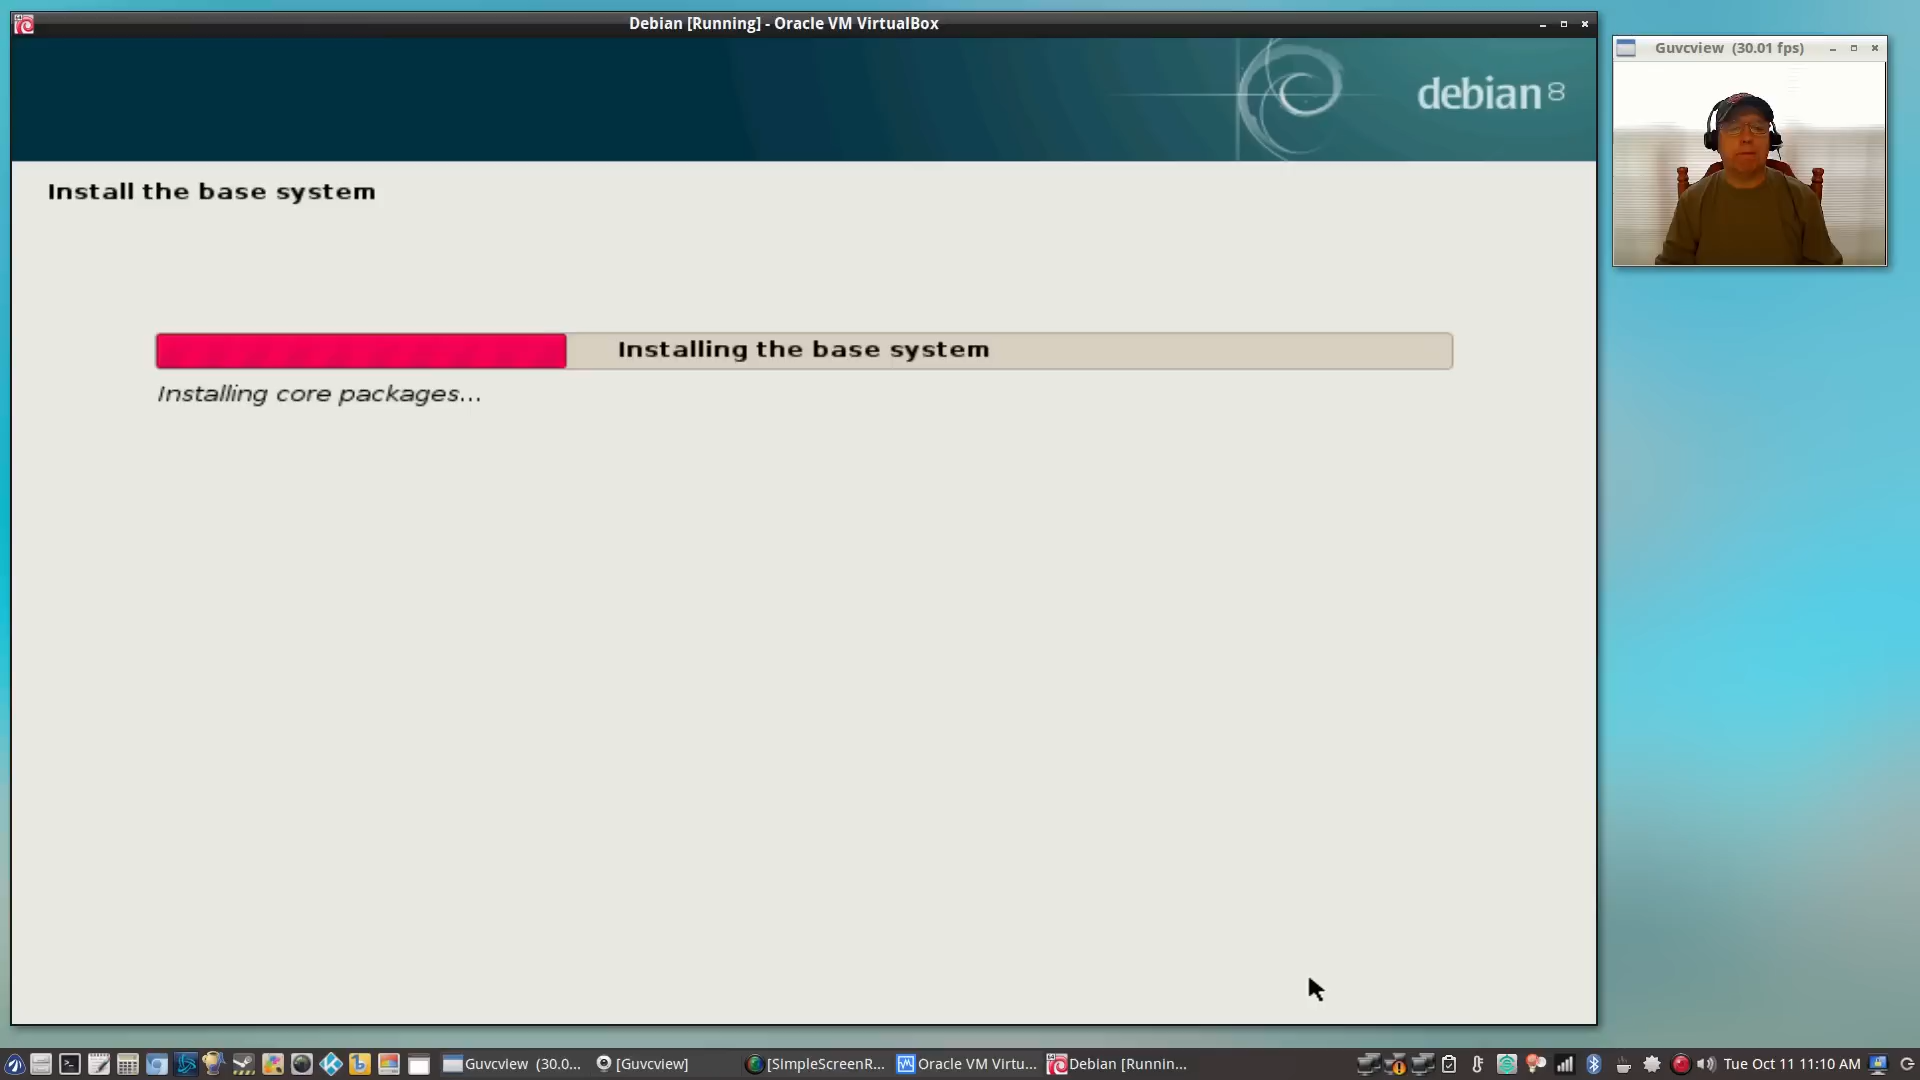 Debian [Running] - Oracle VM VirtualBox
Guvcview (30.01 fps)
debian 8
Install the base system
Installing the base system
Installing core packages...
Guvcview (30.0...
[Guvcview]
[SimpleScreenR...
Oracle VM Virtu...
Debian [Runnin...
Tue Oct 11 11:10 AM